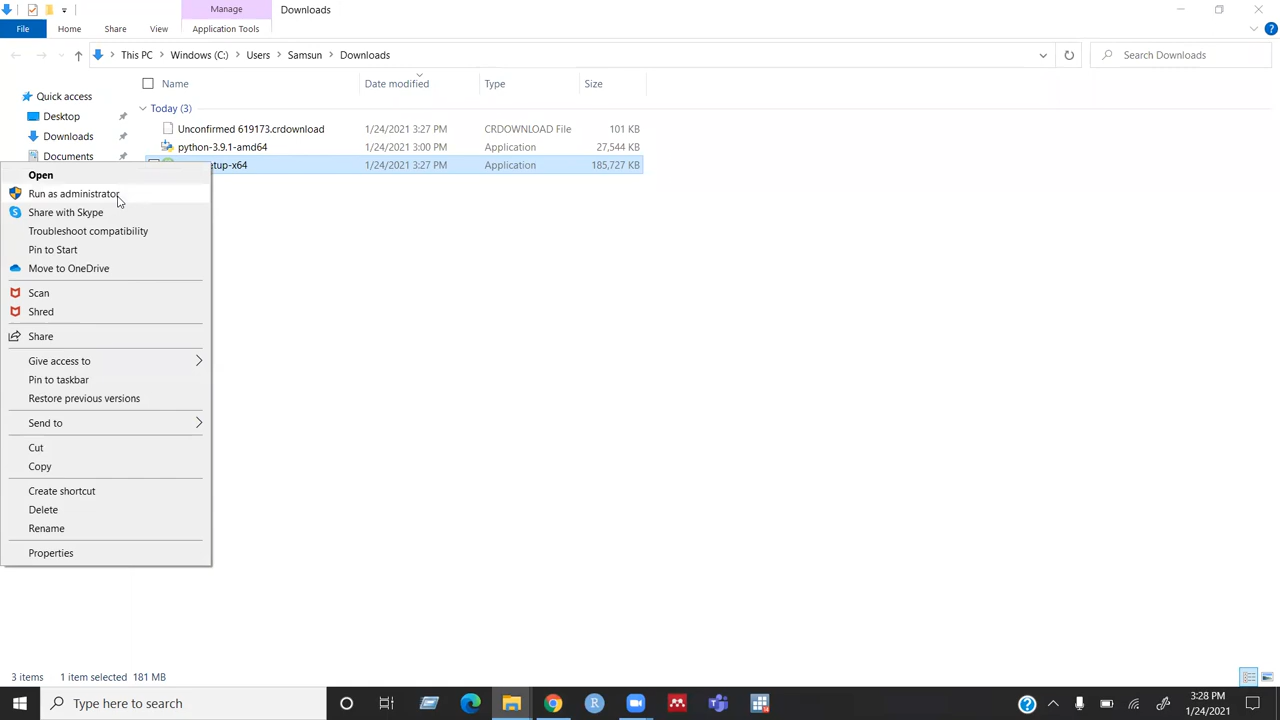 Manage
Downloads
File
Home
Share
View
Application Tools
This PC
Windows (C:)
Users
Samsun
Downloads
Search Downloads
Name
Date modified
Type
Size
Quick access
Today (3)
Desktop
Unconfirmed 619173.crdownload
1/24/2021 3:27 PM
CRDOWNLOAD File
101 KB
Downloads
python-3.9.1-amd64
1/24/2021 3:00 PM
Application
27,544 KB
Documents
etup-x64
1/24/2021 3:27 PM
Application
185,727 KB
Open
Run as administrator
Share with Skype
Troubleshoot compatibility
Pin to Start
Move to OneDrive
Scan
Shred
Share
Give access to
Pin to taskbar
Restore previous versions
Send to
Cut
Copy
Create shortcut
Delete
Rename
Properties
3 items
1 item selected 181 MB
Type here to search
3:28 PM
1/24/2021